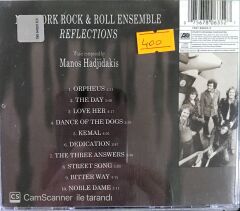 YORK ROCK & ROLL ENSEMBLE
REFLECTIONS
Music composed by
Manos Hadjidakis
400
1. ORPHEUS
2. THE DAY
3. LOVE HER
4. DANCE OF THE DOGS
5. KEMAL
6. DEDICATION
7. THE THREE ANSWERS
8. STREET SONG
9. BITTER WAY
10. NOBLE DAME
CS CamScanner ile tarandı